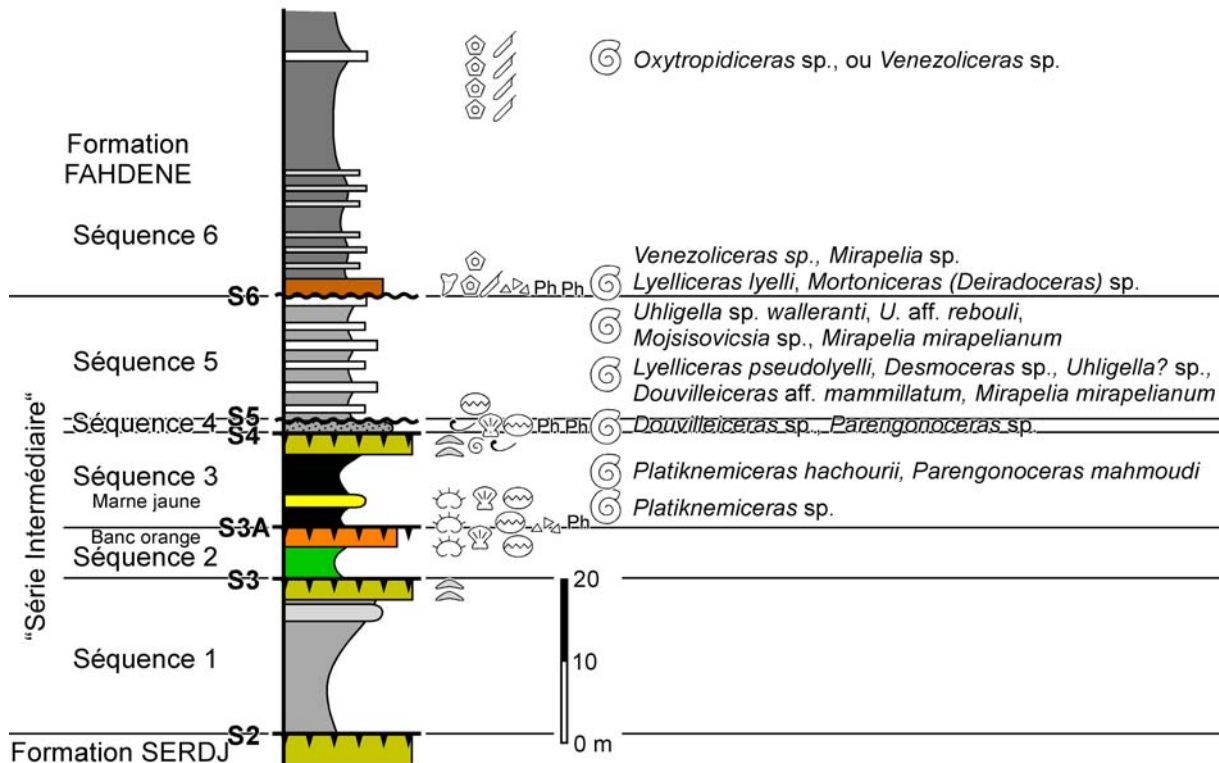 Oxytropidiceras sp., ou Venezoliceras sp.
Formation
FAHDENE
Séquence 6
Venezoliceras sp., Mirapelia sp.
Ph Ph
Lyelliceras lyelli, Mortoniceras (Deiradoceras) sp.
S6
Uhligella sp. walleranti, U. aff. rebouli,
Mojsisovicsia sp., Mirapelia mirapelianum
Séquence 5
Lyelliceras pseudolyelli, Desmoceras sp., Uhligella? sp.,
Douvilleiceras aff. mammillatum, Mirapelia mirapelianum
S5
Séquence 4
Ph Ph
Douvilleiceras sp., Parengonoceras sp.
S4
Séquence 3
Platiknemiceras hachourii, Parengonoceras mahmoudi
Marne jaune
Platiknemiceras sp.
S3A
Ph
Banc orange
Séquence 2
S3
20
"Série Intermédiaire"
Séquence 1
10
S2
0 m
Formation SERDJ